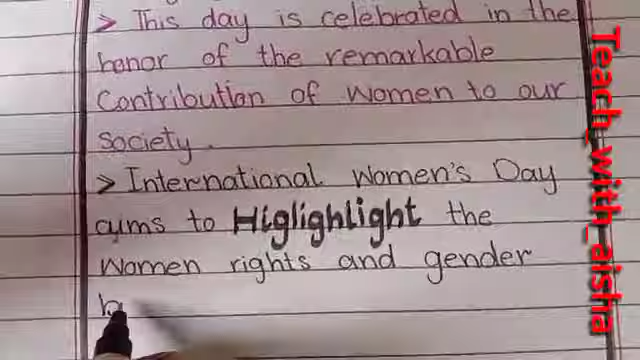 > This day is celebrated in the
honor of the remarkable
Contribution of Women to our
society.
> International Women's Day
ayms to Higlighlight the
Women rights and gender
Teach_with_aisha